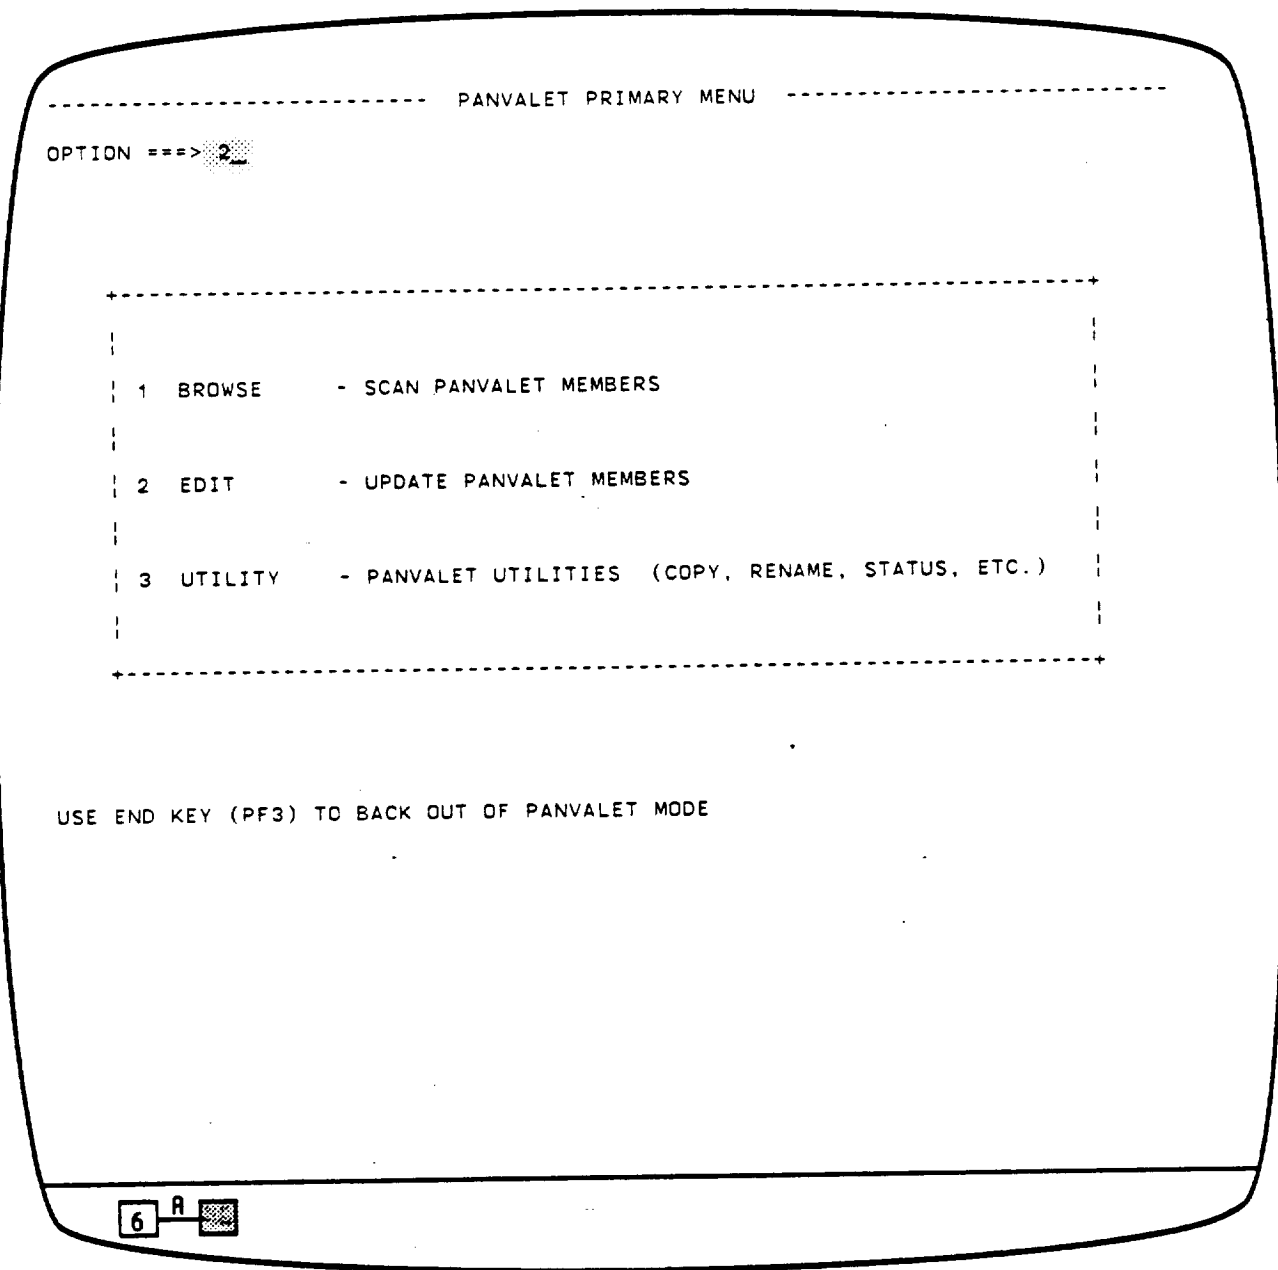 --------------------------- PANVALET PRIMARY MENU ---------------------------
OPTION ===> 2_
+---------------------------------------------------------------------+
1 BROWSE - SCAN PANVALET MEMBERS
2 EDIT - UPDATE PANVALET MEMBERS
3 UTILITY - PANVALET UTILITIES (COPY, RENAME, STATUS, ETC.)
+---------------------------------------------------------------------+
USE END KEY (PF3) TO BACK OUT OF PANVALET MODE
6 A